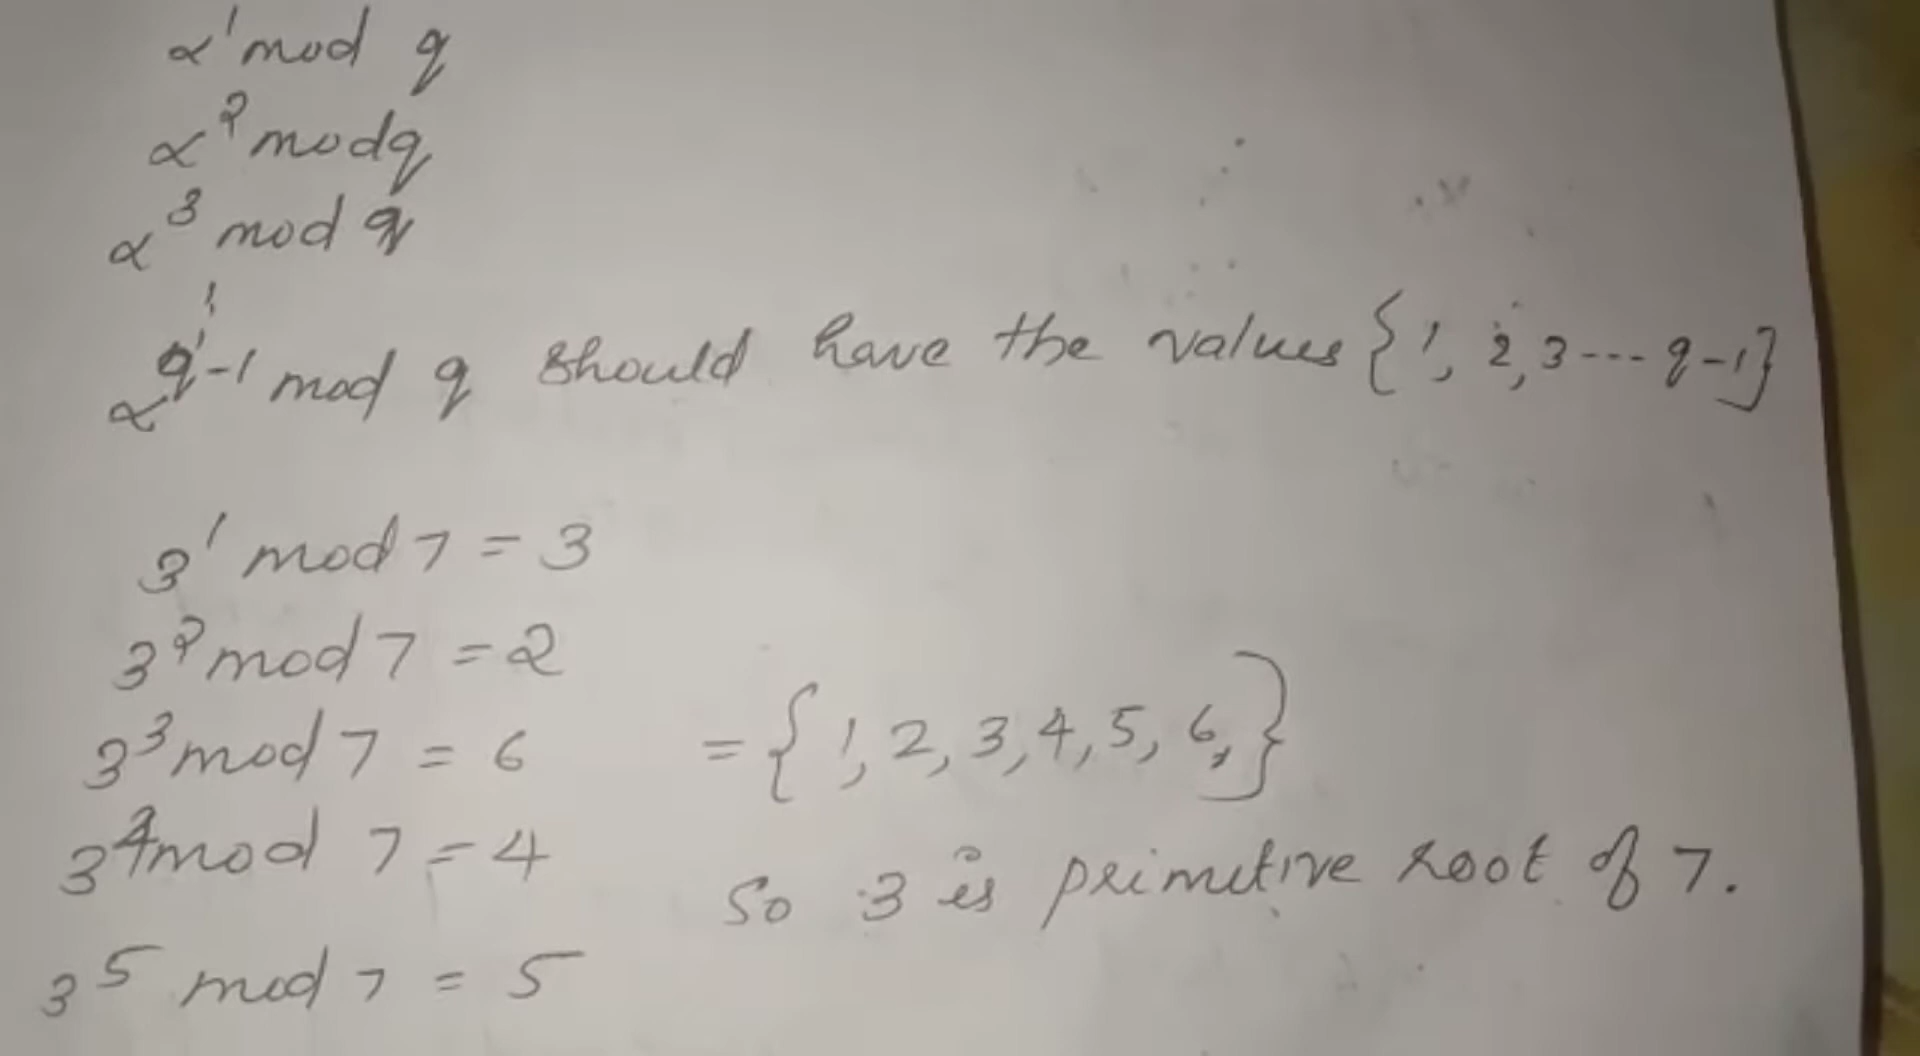 α¹ mod q
α² mod q
α³ mod q
α^q-1 mod q should have the values {1, 2, 3 --- q-1}
3¹ mod 7 = 3
3² mod 7 = 2
3³ mod 7 = 6 = {1, 2, 3, 4, 5, 6,}
3⁴ mod 7 = 4 So 3 is primitive root of 7.
3⁵ mod 7 = 5